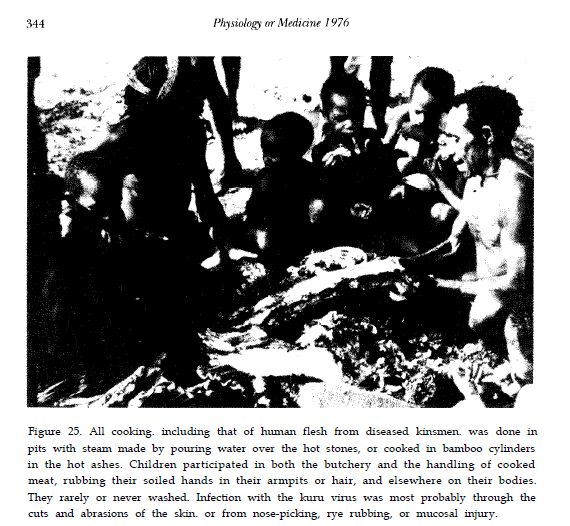 344
Physiology or Medicine 1976
Figure 25. All cooking. including that of human flesh from diseased kinsmen. was done in
pits with steam made by pouring water over the hot stones, or cooked in bamboo cylinders
in the hot ashes. Children participated in both the butchery and the handling of cooked
meat, rubbing their soiled hands in their armpits or hair, and elsewhere on their bodies.
They rarely or never washed. Infection with the kuru virus was most probably through the
cuts and abrasions of the skin. or from nose-picking, rye rubbing, or mucosal injury.